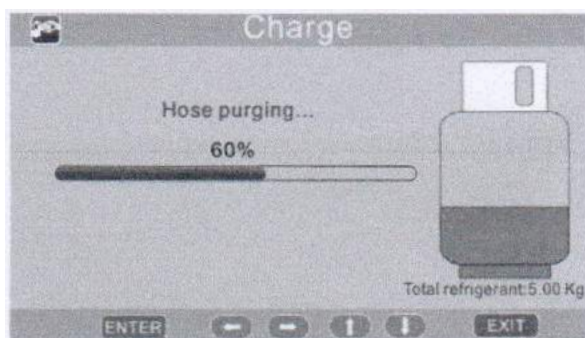 Charge
Hose purging...
60%
Total refrigerant:5.00 Kg
ENTER
EXIT